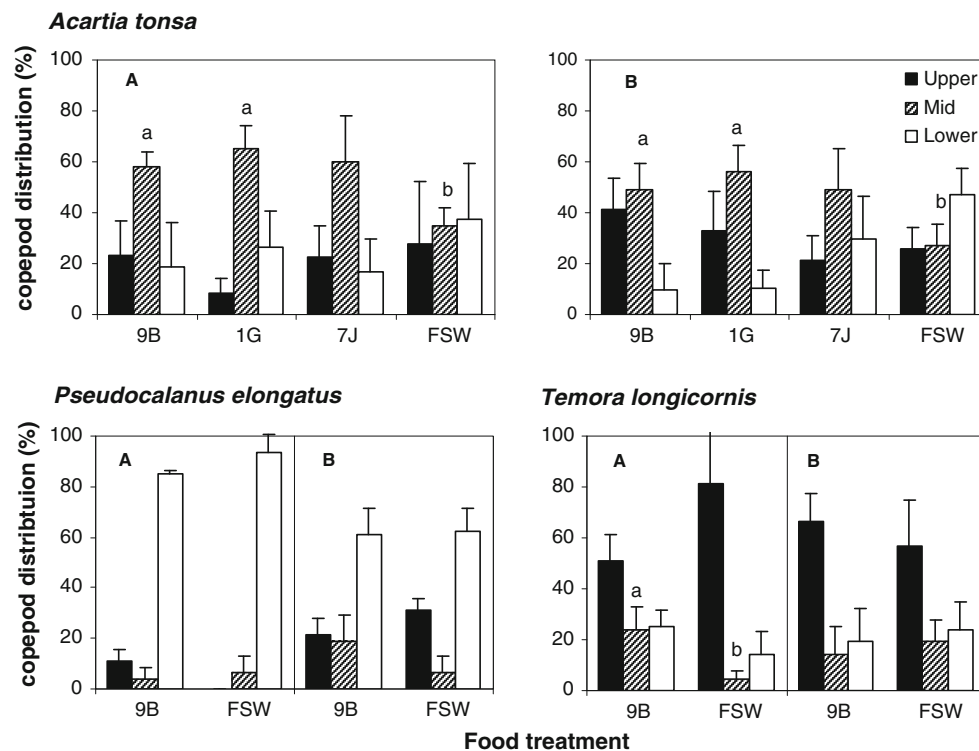 Acartia tonsa
copepod distribution (%)
100
80
60
40
20
0
A
a
a
b
9B 1G 7J FSW
100
80
60
40
20
0
B
a
a
b
Upper
Mid
Lower
9B 1G 7J FSW
Pseudocalanus elongatus
copepod distribtuion (%)
100
80
60
40
20
0
A
B
9B FSW 9B FSW
Temora longicornis
100
80
60
40
20
0
A
a
b
B
9B FSW 9B FSW
Food treatment